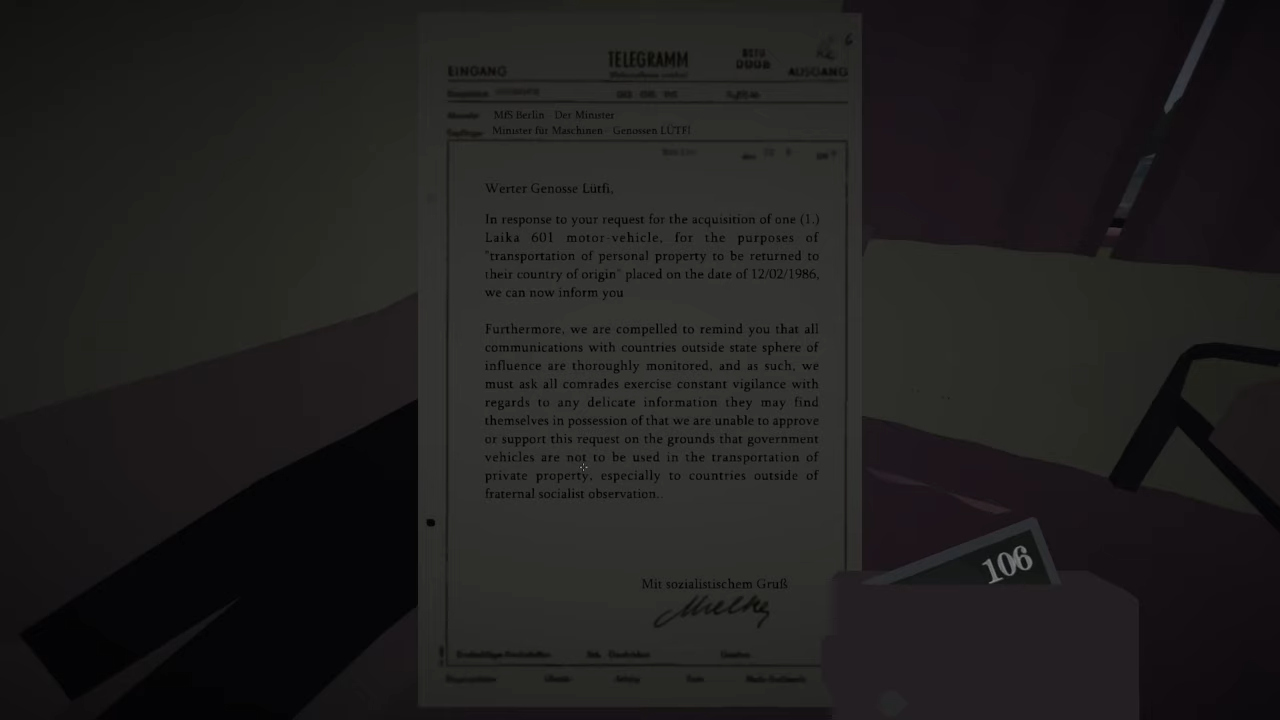 TELEGRAMM
EINGANG
AUSGANG
MfS Berlin - Der Minister
Minister für Maschinen - Genossen LÜTFI
Werter Genosse Lütfi,
In response to your request for the acquisition of one (1.)
Laika 601 motor-vehicle, for the purposes of
"transportation of personal property to be returned to
their country of origin" placed on the date of 12/02/1986,
we can now inform you
Furthermore, we are compelled to remind you that all
communications with countries outside state sphere of
influence are thoroughly monitored, and as such, we
must ask all comrades exercise constant vigilance with
regards to any delicate information they may find
themselves in possession of that we are unable to approve
or support this request on the grounds that government
vehicles are not to be used in the transportation of
private property, especially to countries outside of
fraternal socialist observation..
Mit sozialistischem Gruß
Mielke
106